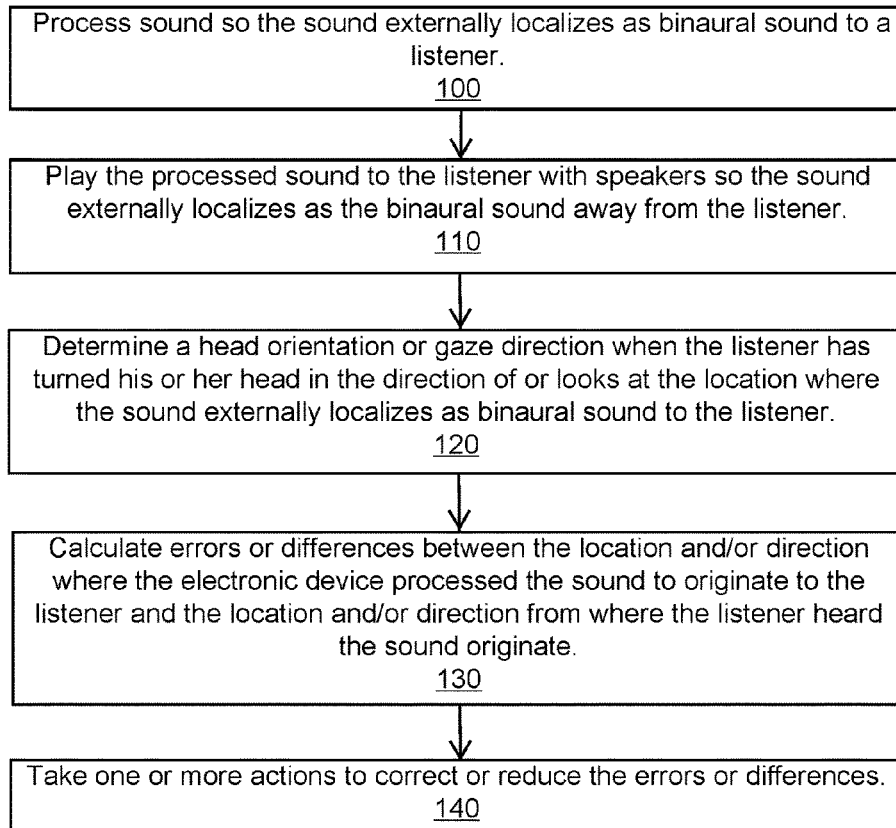 Process sound so the sound externally localizes as binaural sound to a
listener.
100
Play the processed sound to the listener with speakers so the sound
externally localizes as the binaural sound away from the listener.
110
Determine a head orientation or gaze direction when the listener has
turned his or her head in the direction of or looks at the location where
the sound externally localizes as binaural sound to the listener.
120
Calculate errors or differences between the location and/or direction
where the electronic device processed the sound to originate to the
listener and the location and/or direction from where the listener heard
the sound originate.
130
Take one or more actions to correct or reduce the errors or differences.
140